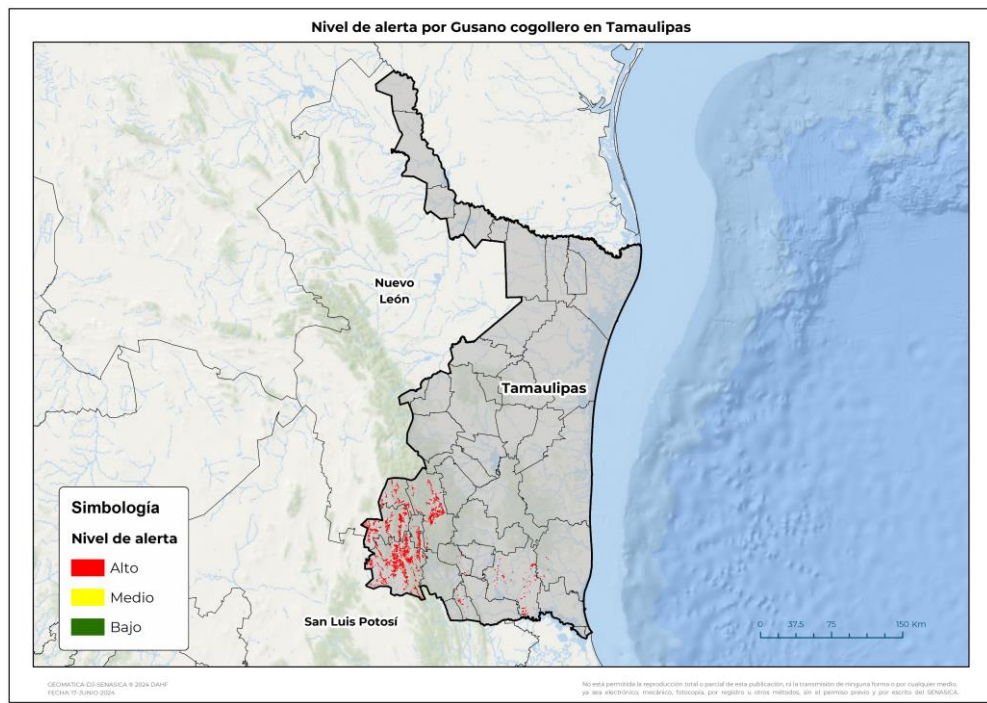 Nivel de alerta por Gusano cogollero en Tamaulipas
Nuevo
León
Tamaulipas
Simbología
Nivel de alerta
Alto
Medio
Bajo
San Luis Potosí
0 37.5 75 150 Km
GEOMATICA-CG-SENASICA ® 2024 DAHF
FECHA: 17-JUNIO-2024
No está permitida la reproducción total o parcial de esta publicación, ni la transmisión de ninguna forma o por cualquier medio,
ya sea electrónico, mecánico, fotocopia, por registro u otros métodos, sin el permiso previo y por escrito del SENASICA.